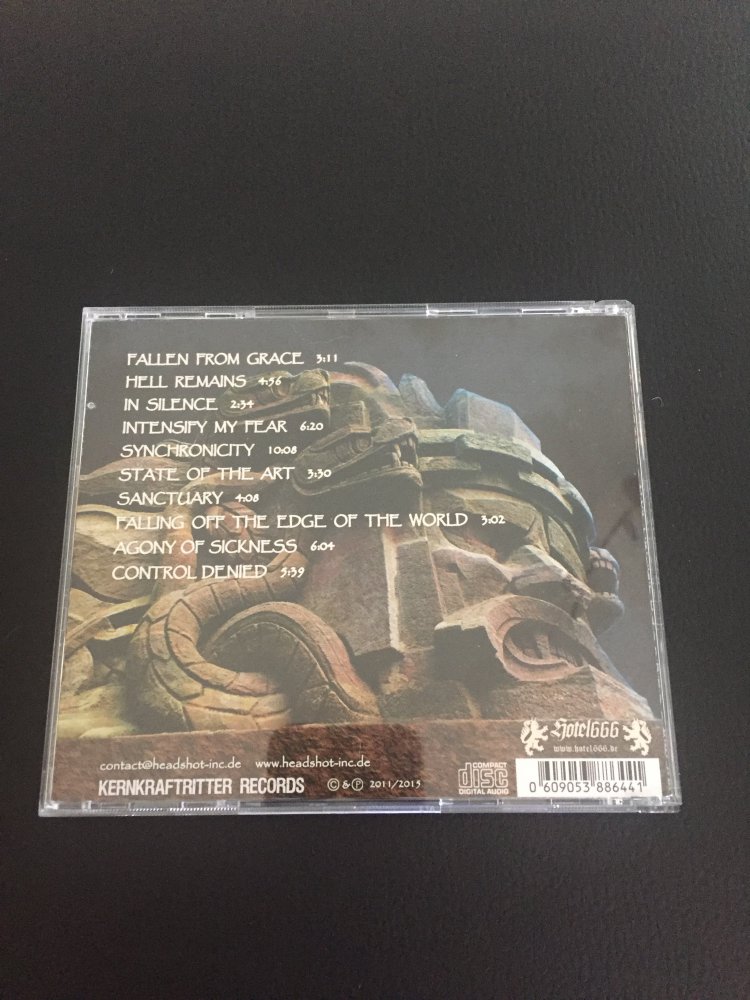 FALLEN FROM GRACE 3:11
HELL REMAINS 4:56
IN SILENCE 2:34
INTENSIFY MY FEAR 6:20
SYNCHRONICITY 10:08
STATE OF THE ART 3:30
SANCTUARY 4:08
FALLING OFF THE EDGE OF THE WORLD 3:02
AGONY OF SICKNESS 6:04
CONTROL DENIED 5:39
Hotel666
www.hotel666.de
contact@headshot-inc.de www.headshot-inc.de
KERNKRAFTRITTER RECORDS © & ℗ 2011/2015
COMPACT
disc
DIGITAL AUDIO
0 609053 886441